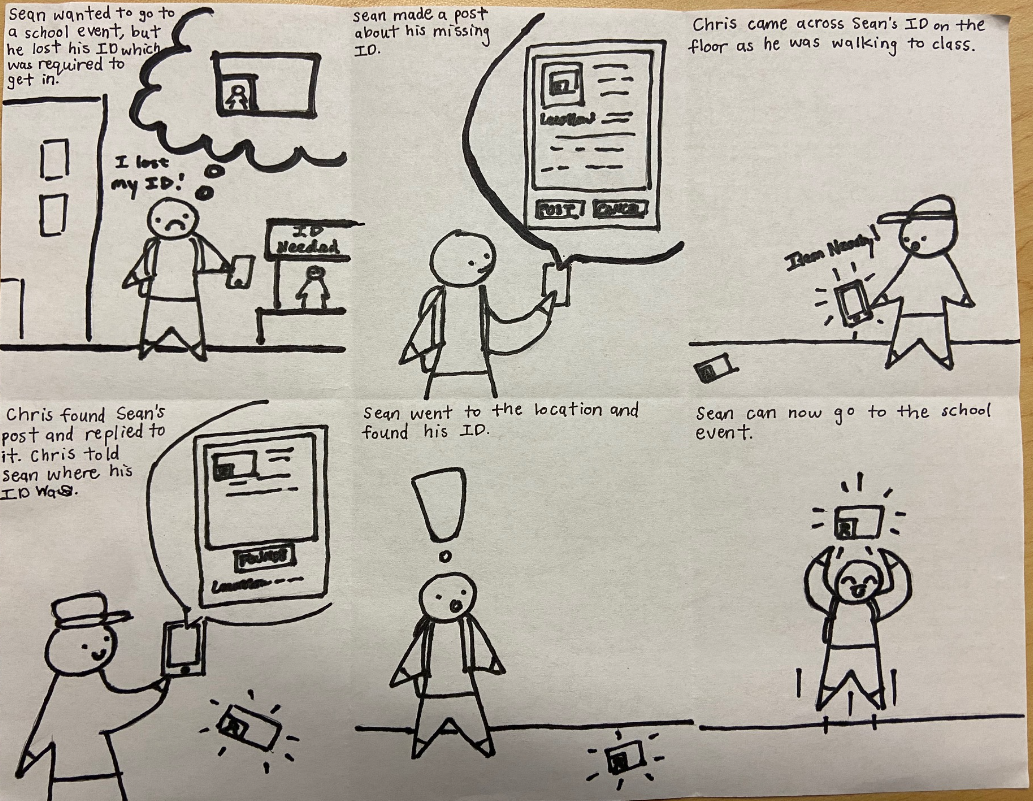 Sean wanted to go to
a school event, but
he lost his ID which
was required to
get in.
I lost
my ID!
ID
Needed
Sean made a post
about his missing
ID.
Location
POST
CANCEL
Chris came across Sean's ID on the
floor as he was walking to class.
Item Nearby!
Chris found Sean's
post and replied to
it. Chris told
Sean where his
ID was.
Location
Sean went to the location and
found his ID.
Sean can now go to the school
event.